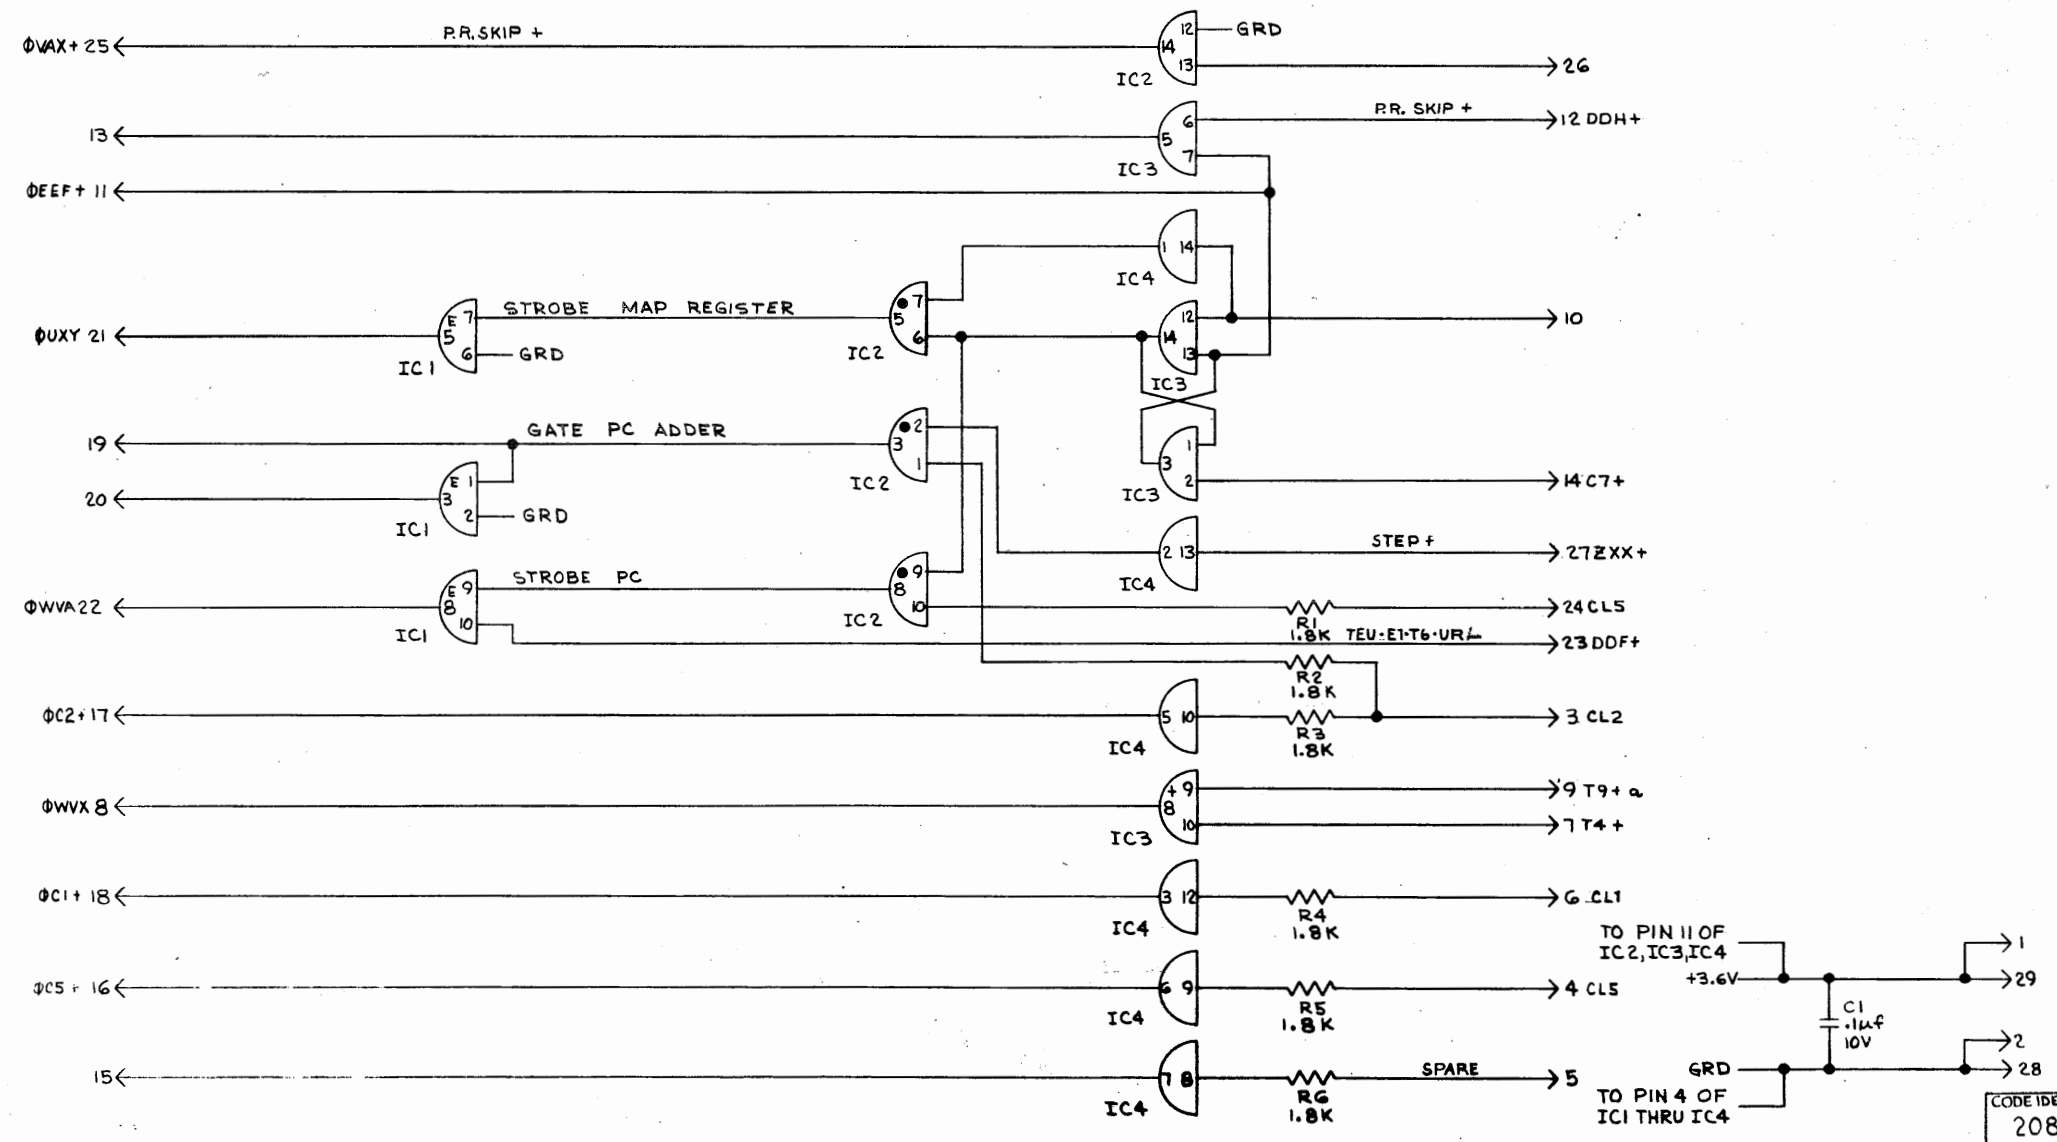 P.R. SKIP +
12 GRD
ØVAX+ 25
14
13
26
IC2
P.R. SKIP +
6
12 DDH+
13
5
7
IC3
ØEEF+ 11
1 14
IC4
7
STROBE MAP REGISTER
E 7
5
12
10
ØUXY 21
5
6
14
6 GRD
IC2
13
IC1
IC3
2
GATE PC ADDER
19
3
1
1
E 1
IC2
3
20
3
2
14 C7+
IC3
2 GRD
IC1
STEP +
2 13
27 ZXX+
9
STROBE PC
IC4
E 9
8
ØWVA 22
8
10
24 CL5
IC2
R1
10
1.8K TEU·E1·T6·UR
IC1
23 DDF+
R2
1.8K
ØC2+ 17
5 10
3 CL2
R3
IC4
1.8K
+ 9
9 T9+ a
ØWVX 8
8
10
7 T4+
IC3
ØC1+ 18
3 12
6 CL1
R4
IC4
1.8K
TO PIN 11 OF
IC2, IC3, IC4
1
+3.6V
29
ØC5+ 16
6 9
4 CL5
R5
IC4
1.8K
C1
.1µf
10V
2
GRD
28
15
7 8
SPARE
5
R6
IC4
1.8K
TO PIN 4 OF
IC1 THRU IC4
CODE IDE
208